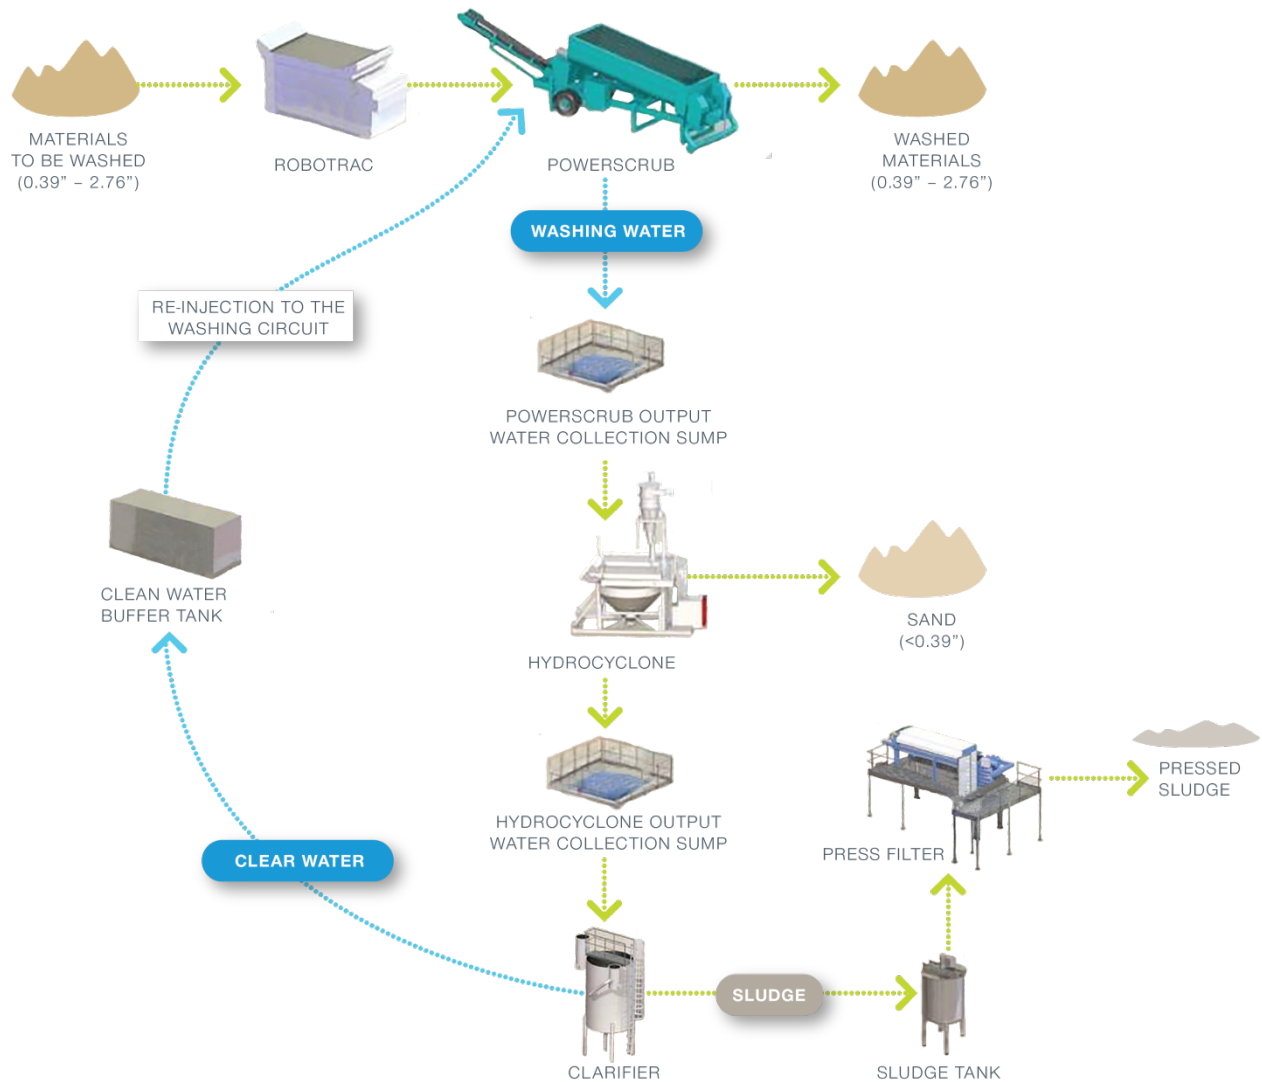 MATERIALS
TO BE WASHED
(0.39” – 2.76”)
ROBOTRAC
POWERSCRUB
WASHED
MATERIALS
(0.39” – 2.76”)
WASHING WATER
RE-INJECTION TO THE
WASHING CIRCUIT
POWERSCRUB OUTPUT
WATER COLLECTION SUMP
CLEAN WATER
BUFFER TANK
HYDROCYCLONE
SAND
(<0.39”)
HYDROCYCLONE OUTPUT
WATER COLLECTION SUMP
PRESS FILTER
PRESSED
SLUDGE
CLEAR WATER
CLARIFIER
SLUDGE
SLUDGE TANK